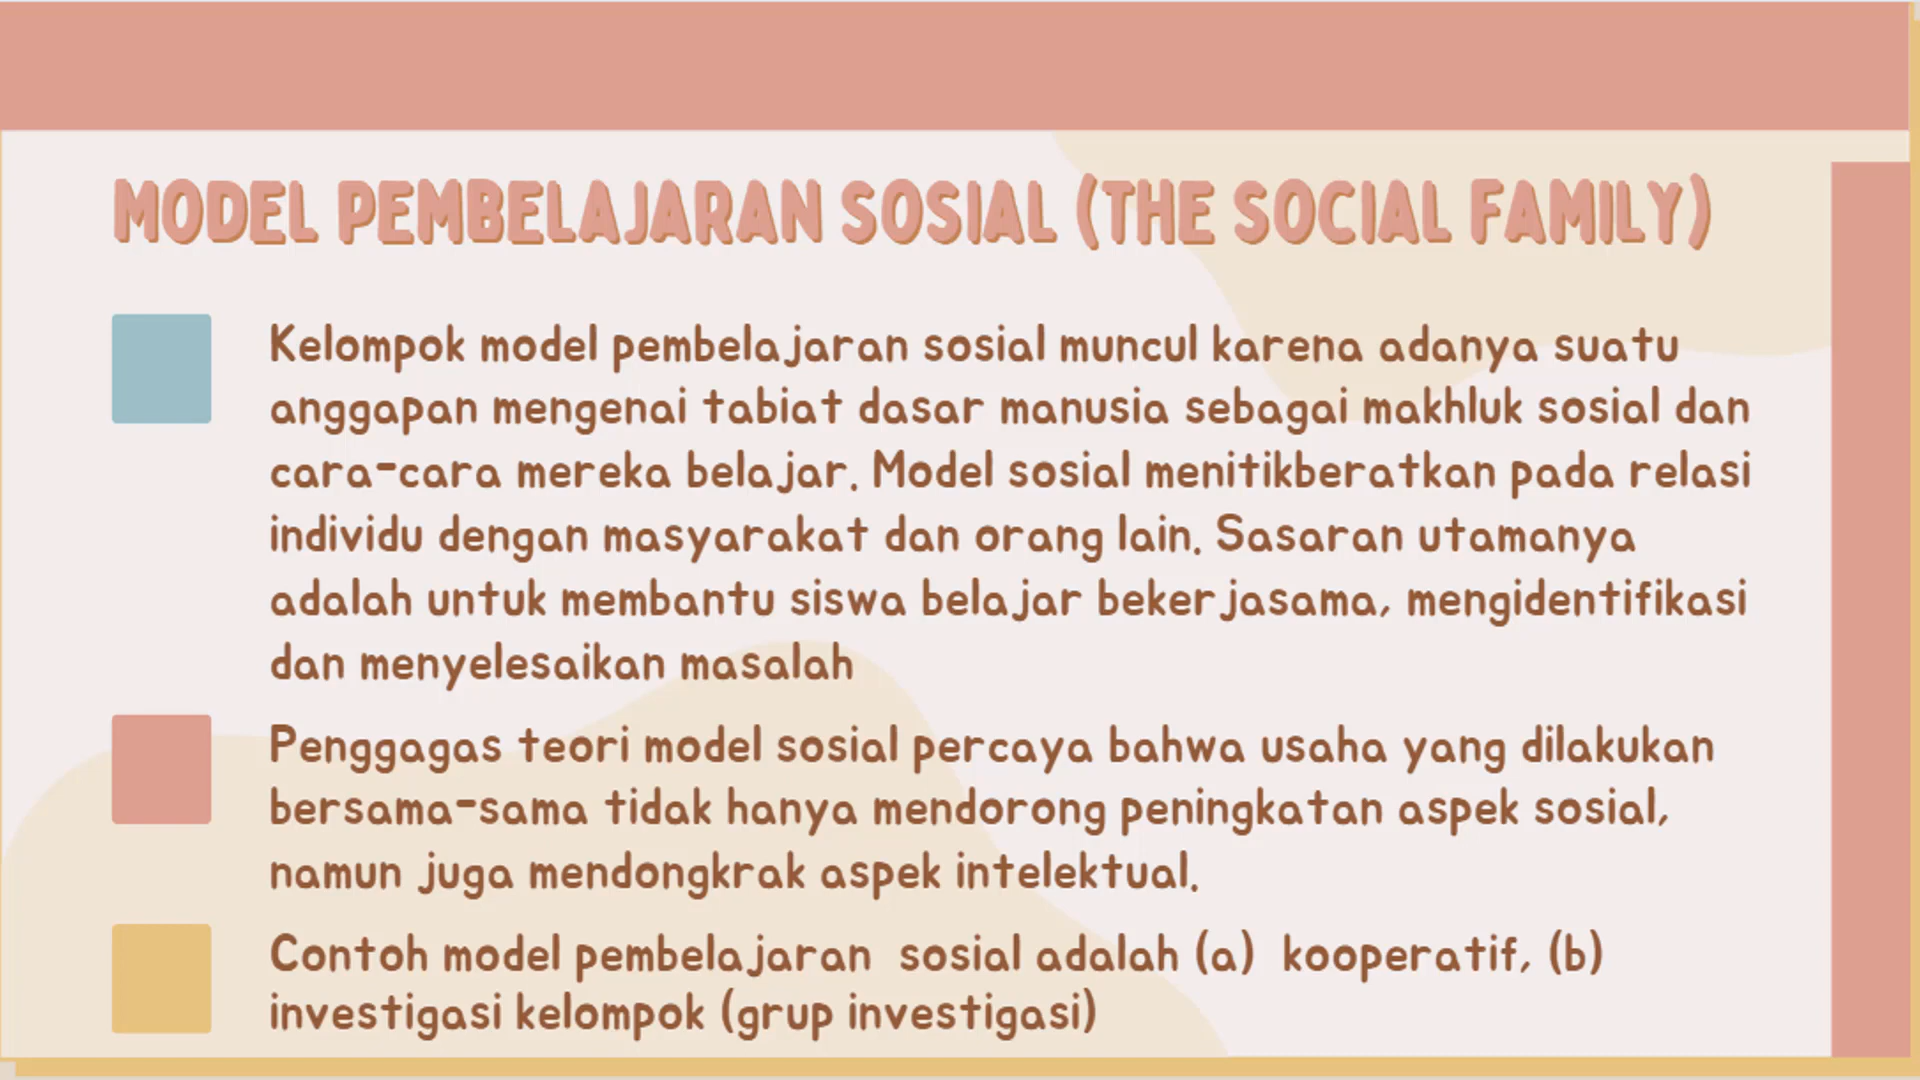 MODEL PEMBELAJARAN SOSIAL (THE SOCIAL FAMILY)
Kelompok model pembelajaran sosial muncul karena adanya suatu
anggapan mengenai tabiat dasar manusia sebagai makhluk sosial dan
cara-cara mereka belajar. Model sosial menitikberatkan pada relasi
individu dengan masyarakat dan orang lain. Sasaran utamanya
adalah untuk membantu siswa belajar bekerjasama, mengidentifikasi
dan menyelesaikan masalah
Penggagas teori model sosial percaya bahwa usaha yang dilakukan
bersama-sama tidak hanya mendorong peningkatan aspek sosial,
namun juga mendongkrak aspek intelektual.
Contoh model pembelajaran sosial adalah (a) kooperatif, (b)
investigasi kelompok (grup investigasi)